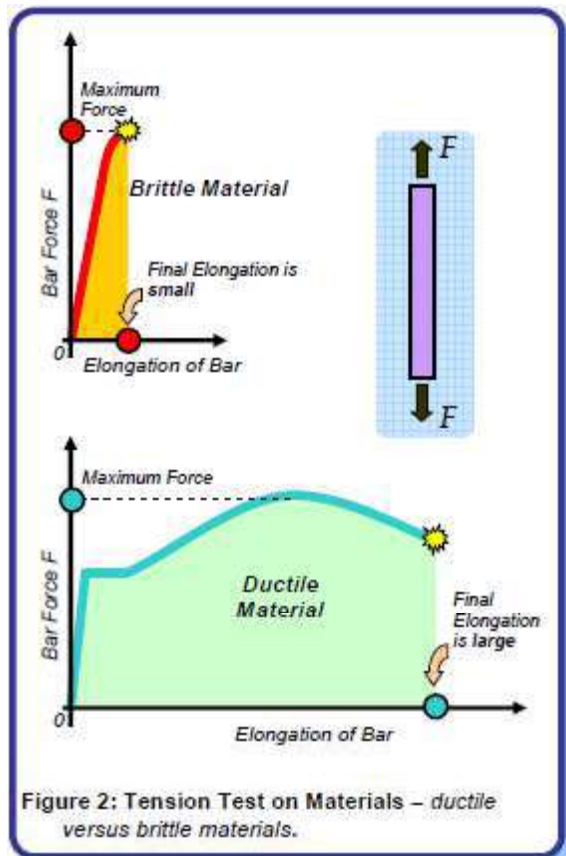 Maximum
Force
Brittle Material
Final Elongation is
small
Bar Force F
0
Elongation of Bar
F
F
Maximum Force
Ductile
Material
Final
Elongation
is large
Bar Force F
0
Elongation of Bar
Figure 2: Tension Test on Materials – ductile
versus brittle materials.